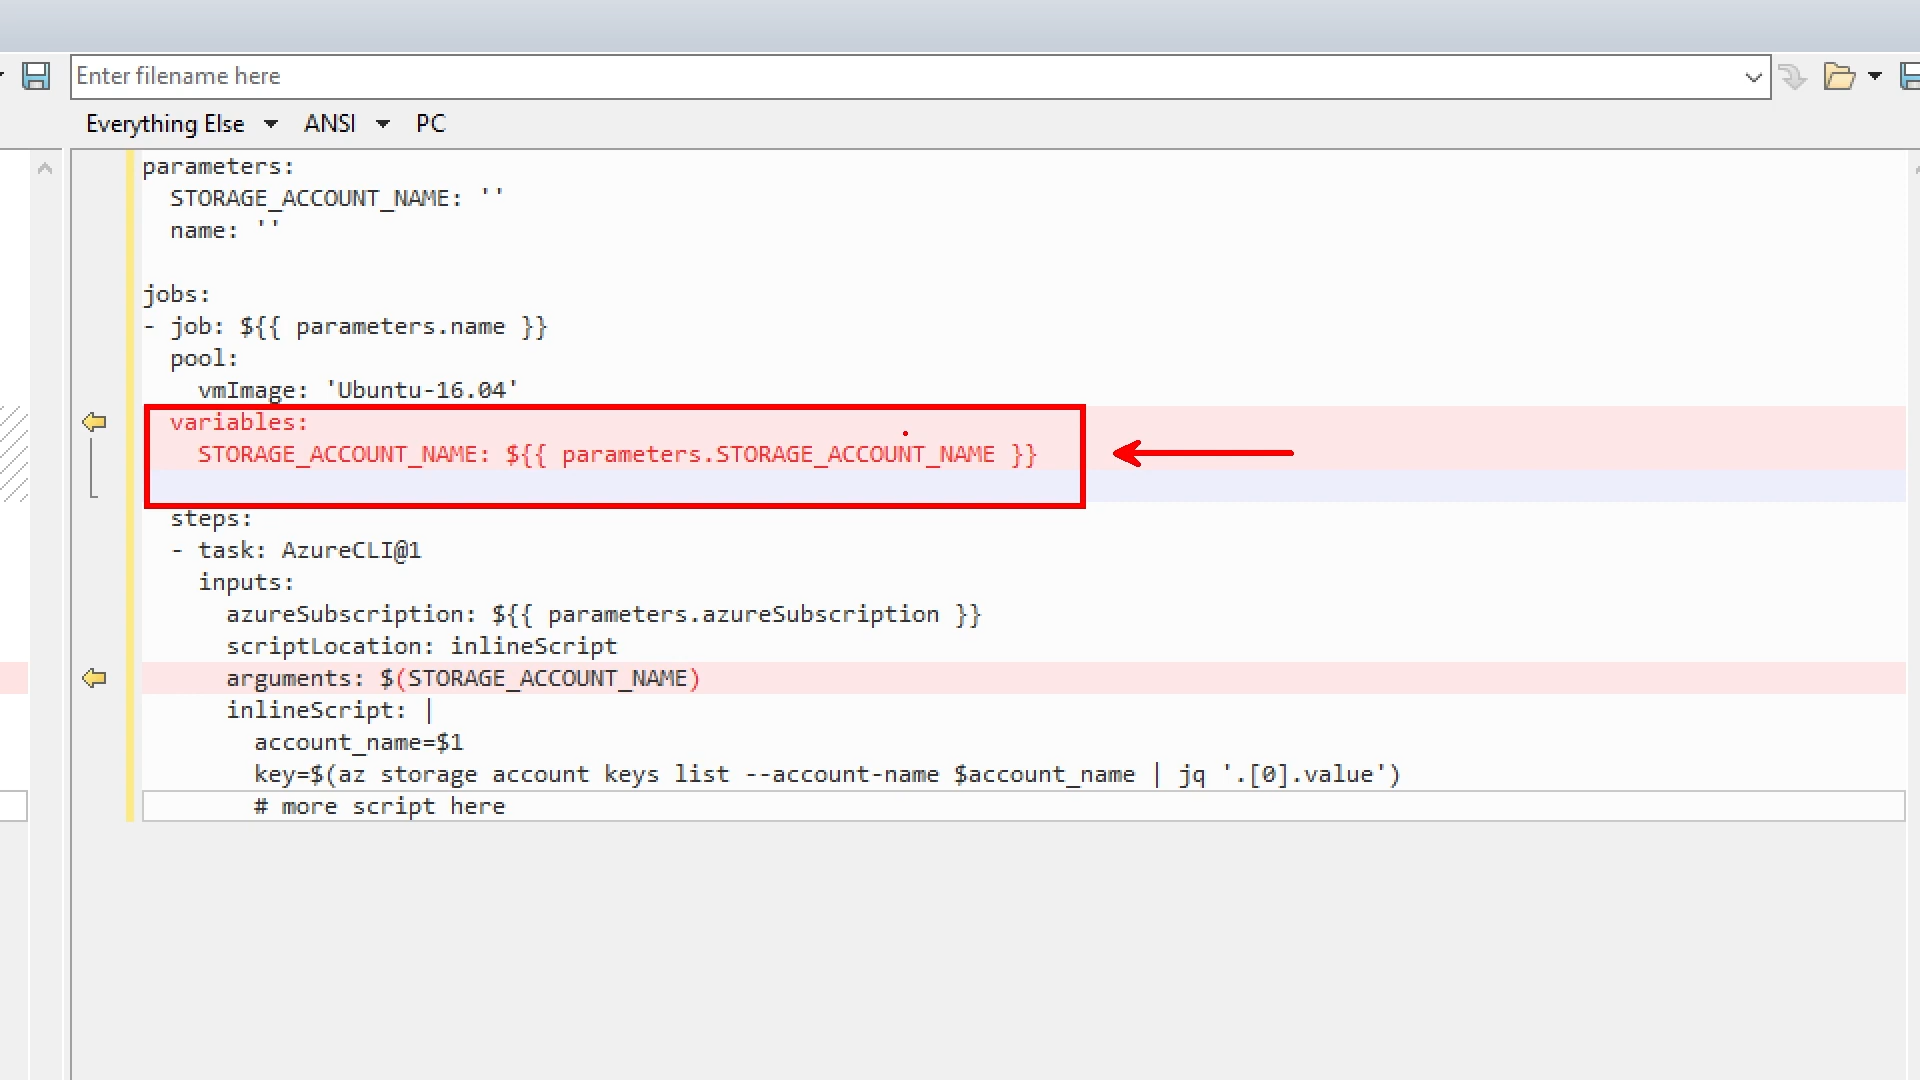 Enter filename here
Everything Else ANSI PC
parameters:
  STORAGE_ACCOUNT_NAME: ''
  name: ''

jobs:
- job: ${{ parameters.name }}
  pool:
    vmImage: 'Ubuntu-16.04'
  variables:
    STORAGE_ACCOUNT_NAME: ${{ parameters.STORAGE_ACCOUNT_NAME }}

  steps:
  - task: AzureCLI@1
    inputs:
      azureSubscription: ${{ parameters.azureSubscription }}
      scriptLocation: inlineScript
      arguments: $(STORAGE_ACCOUNT_NAME)
      inlineScript: |
        account_name=$1
        key=$(az storage account keys list --account-name $account_name | jq '.[0].value')
        # more script here